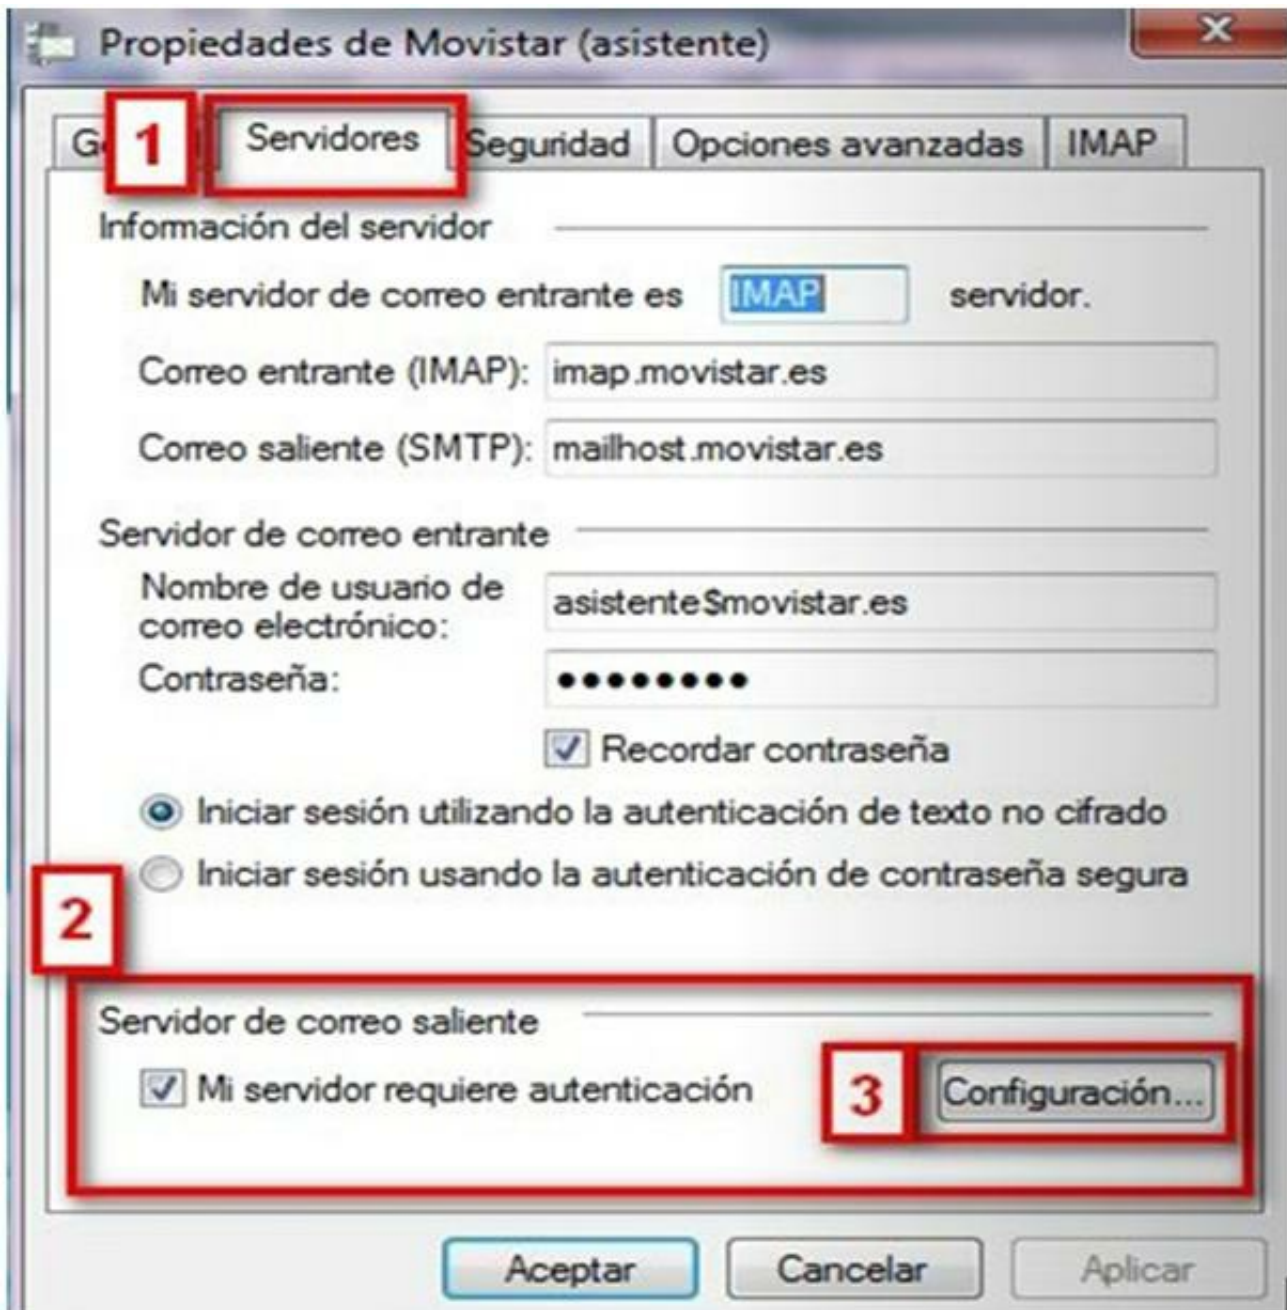 Propiedades de Movistar (asistente)
1
Servidores
Seguridad
Opciones avanzadas
IMAP
Información del servidor
Mi servidor de correo entrante es IMAP servidor.
Correo entrante (IMAP): imap.movistar.es
Correo saliente (SMTP): mailhost.movistar.es
Servidor de correo entrante
Nombre de usuario de
correo electrónico:
asistente$movistar.es
Contraseña: ●●●●●●●●
Recordar contraseña
Iniciar sesión utilizando la autenticación de texto no cifrado
Iniciar sesión usando la autenticación de contraseña segura
2
Servidor de correo saliente
Mi servidor requiere autenticación
3
Configuración...
Aceptar
Cancelar
Aplicar